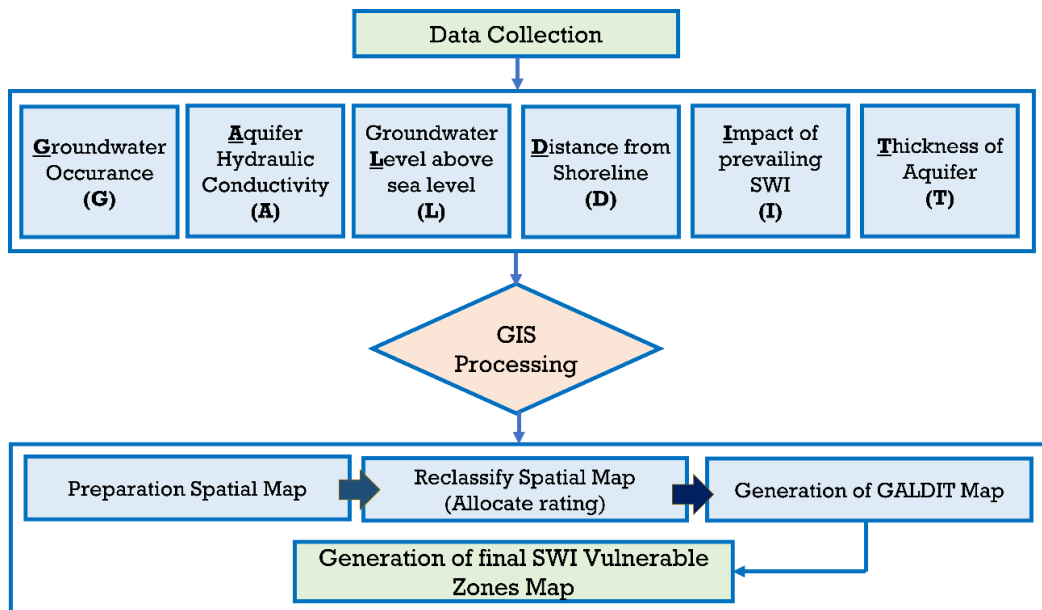 Data Collection
Groundwater
Occurance
(G)
Aquifer
Hydraulic
Conductivity
(A)
Groundwater
Level above
sea level
(L)
Distance from
Shoreline
(D)
Impact of
prevailing
SWI
(I)
Thickness of
Aquifer
(T)
GIS
Processing
Preparation Spatial Map
Reclassify Spatial Map
(Allocate rating)
Generation of GALDIT Map
Generation of final SWI Vulnerable
Zones Map